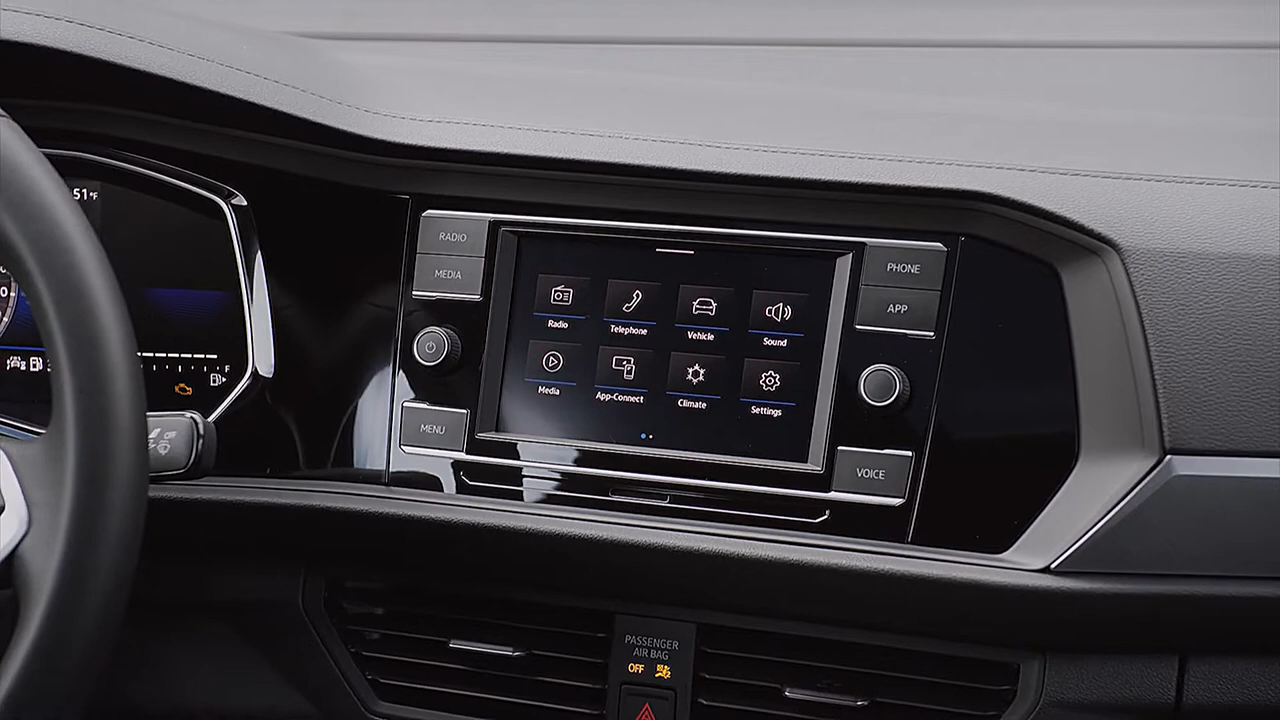 51°F
RADIO
MEDIA
MENU
Radio
Telephone
Vehicle
Sound
Media
App-Connect
Climate
Settings
PHONE
APP
VOICE
F
OFF
PASSENGER
AIR BAG
OFF